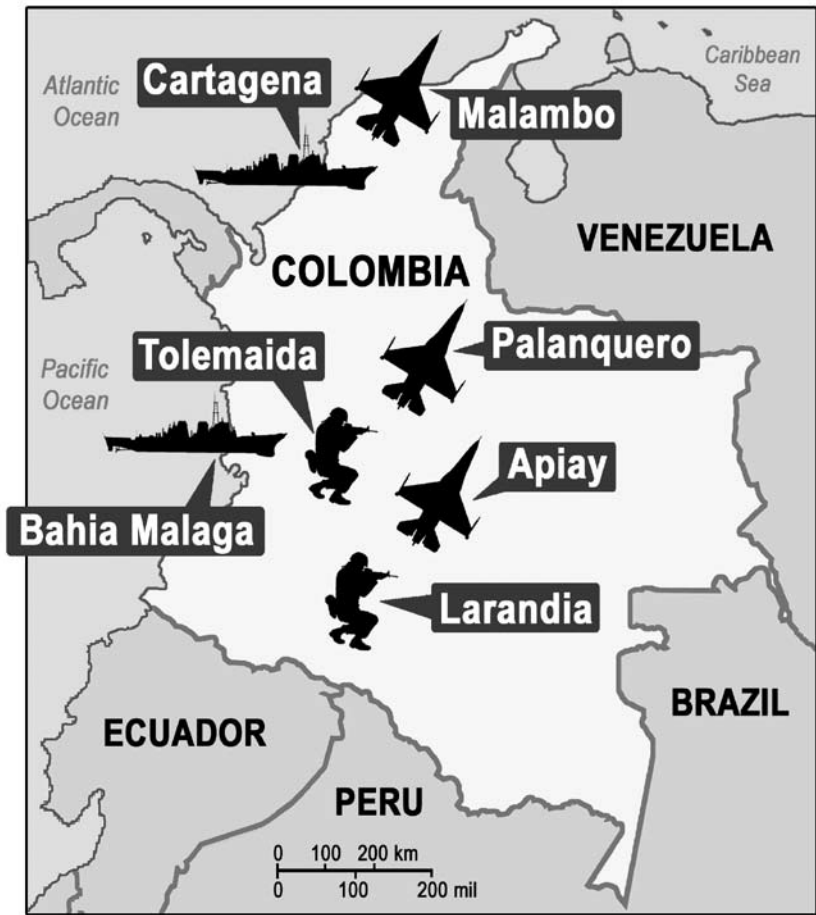 Caribbean
Sea
Atlantic
Ocean
Cartagena
Malambo
VENEZUELA
COLOMBIA
Tolemaida
Palanquero
Pacific
Ocean
Apiay
Bahia Malaga
Larandia
BRAZIL
ECUADOR
PERU
0 100 200 km
0 100 200 mil